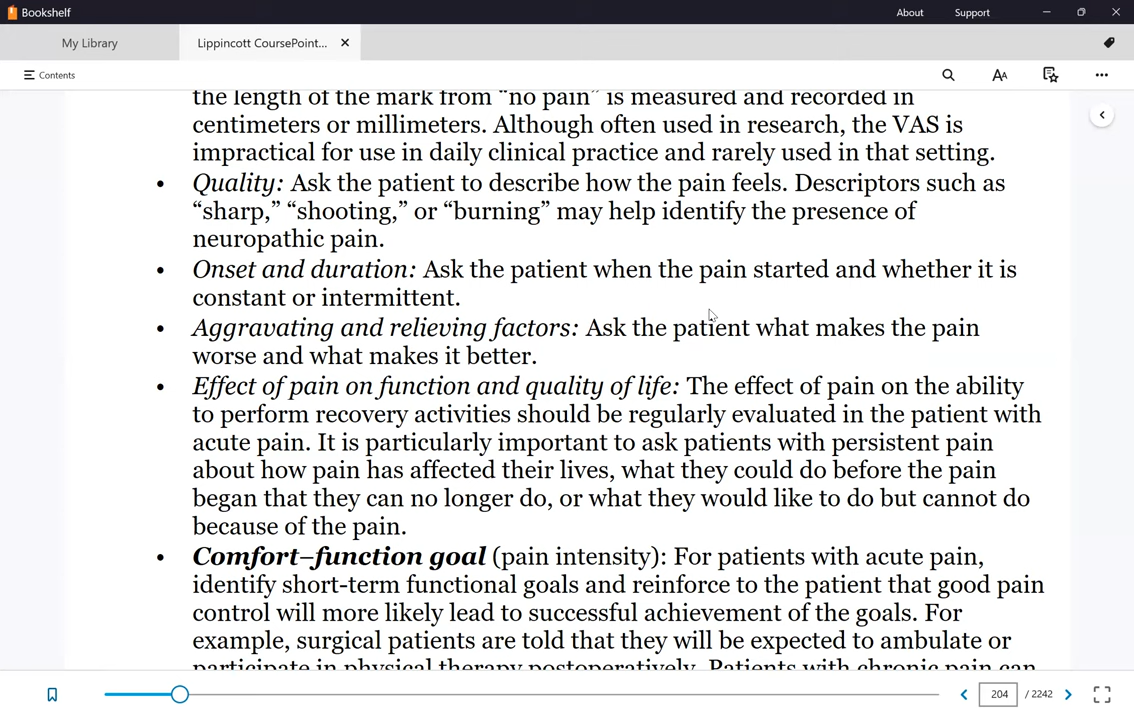 Bookshelf
About
Support
My Library
Lippincott CoursePoint...
Contents
the length of the mark from “no pain” is measured and recorded in
centimeters or millimeters. Although often used in research, the VAS is
impractical for use in daily clinical practice and rarely used in that setting.
• Quality: Ask the patient to describe how the pain feels. Descriptors such as
“sharp,” “shooting,” or “burning” may help identify the presence of
neuropathic pain.
• Onset and duration: Ask the patient when the pain started and whether it is
constant or intermittent.
• Aggravating and relieving factors: Ask the patient what makes the pain
worse and what makes it better.
• Effect of pain on function and quality of life: The effect of pain on the ability
to perform recovery activities should be regularly evaluated in the patient with
acute pain. It is particularly important to ask patients with persistent pain
about how pain has affected their lives, what they could do before the pain
began that they can no longer do, or what they would like to do but cannot do
because of the pain.
• Comfort–function goal (pain intensity): For patients with acute pain,
identify short-term functional goals and reinforce to the patient that good pain
control will more likely lead to successful achievement of the goals. For
example, surgical patients are told that they will be expected to ambulate or
participate in physical therapy postoperatively. Patients with chronic pain can
204 / 2242